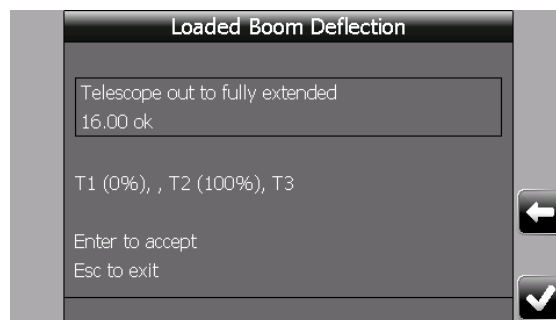 Loaded Boom Deflection
Telescope out to fully extended
16.00 ok
T1 (0%), , T2 (100%), T3
Enter to accept
Esc to exit